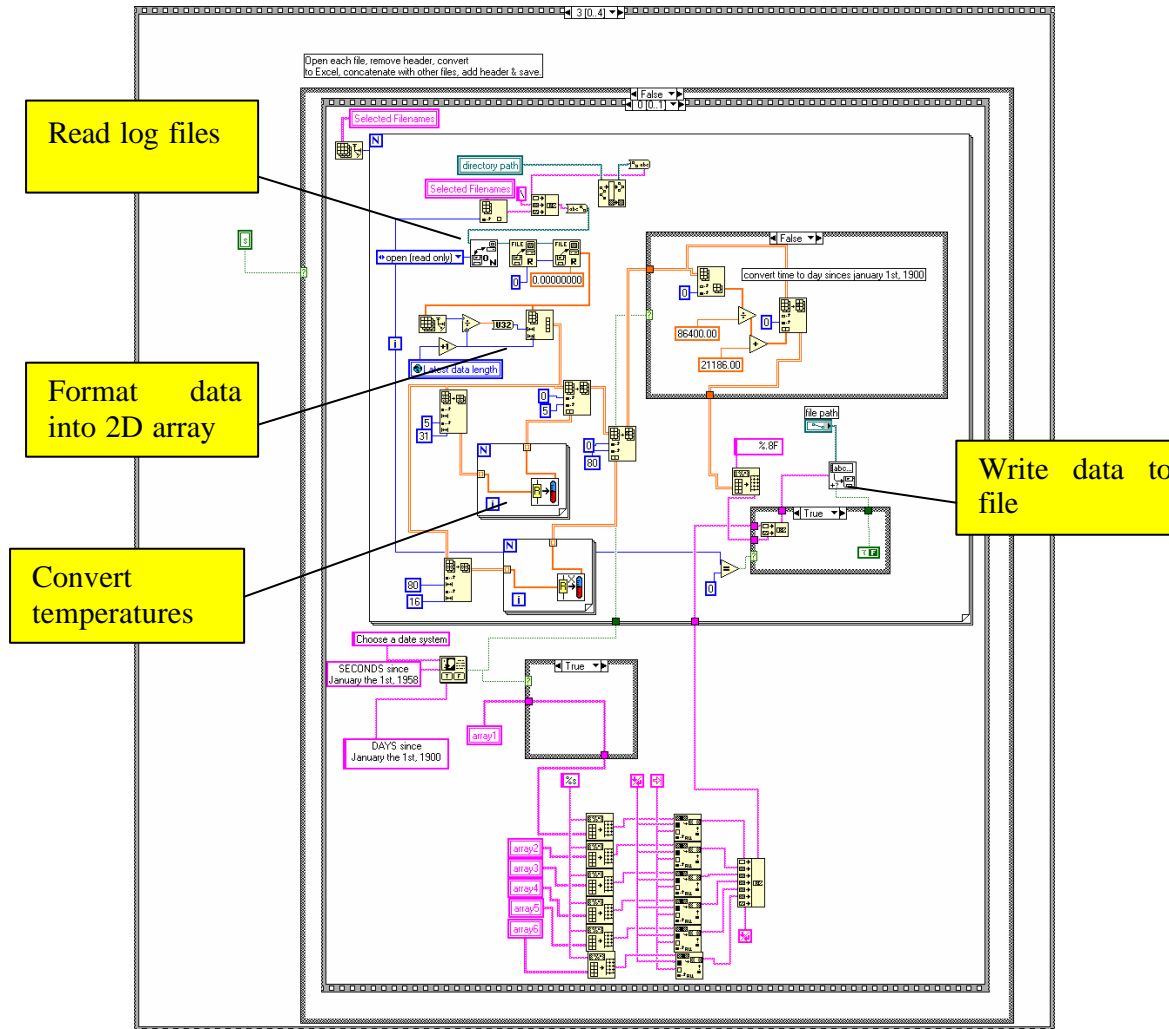 3 [0..4]
Open each file, remove header, convert
to Excel, concatenate with other files, add header & save.
False
0 [0..1]
Selected Filenames
N
Read log files
directory path
Selected Filenames
\
s
open (read only)
FILE
R
FILE
R
0
0.00000000
False
convert time to day sinces january 1st, 1900
0
0
86400.00
21186.00
U32
+1
i
Latest data length
Format data
into 2D array
0
5
5
31
0
80
N
i
file path
%.8F
abc...
Write data to
file
True
T F
Convert
temperatures
N
i
80
16
=
0
Choose a date system
SECONDS since
January the 1st, 1958
T F
True
DAYS since
January the 1st, 1900
array1
%s
array2
array3
array4
array5
array6